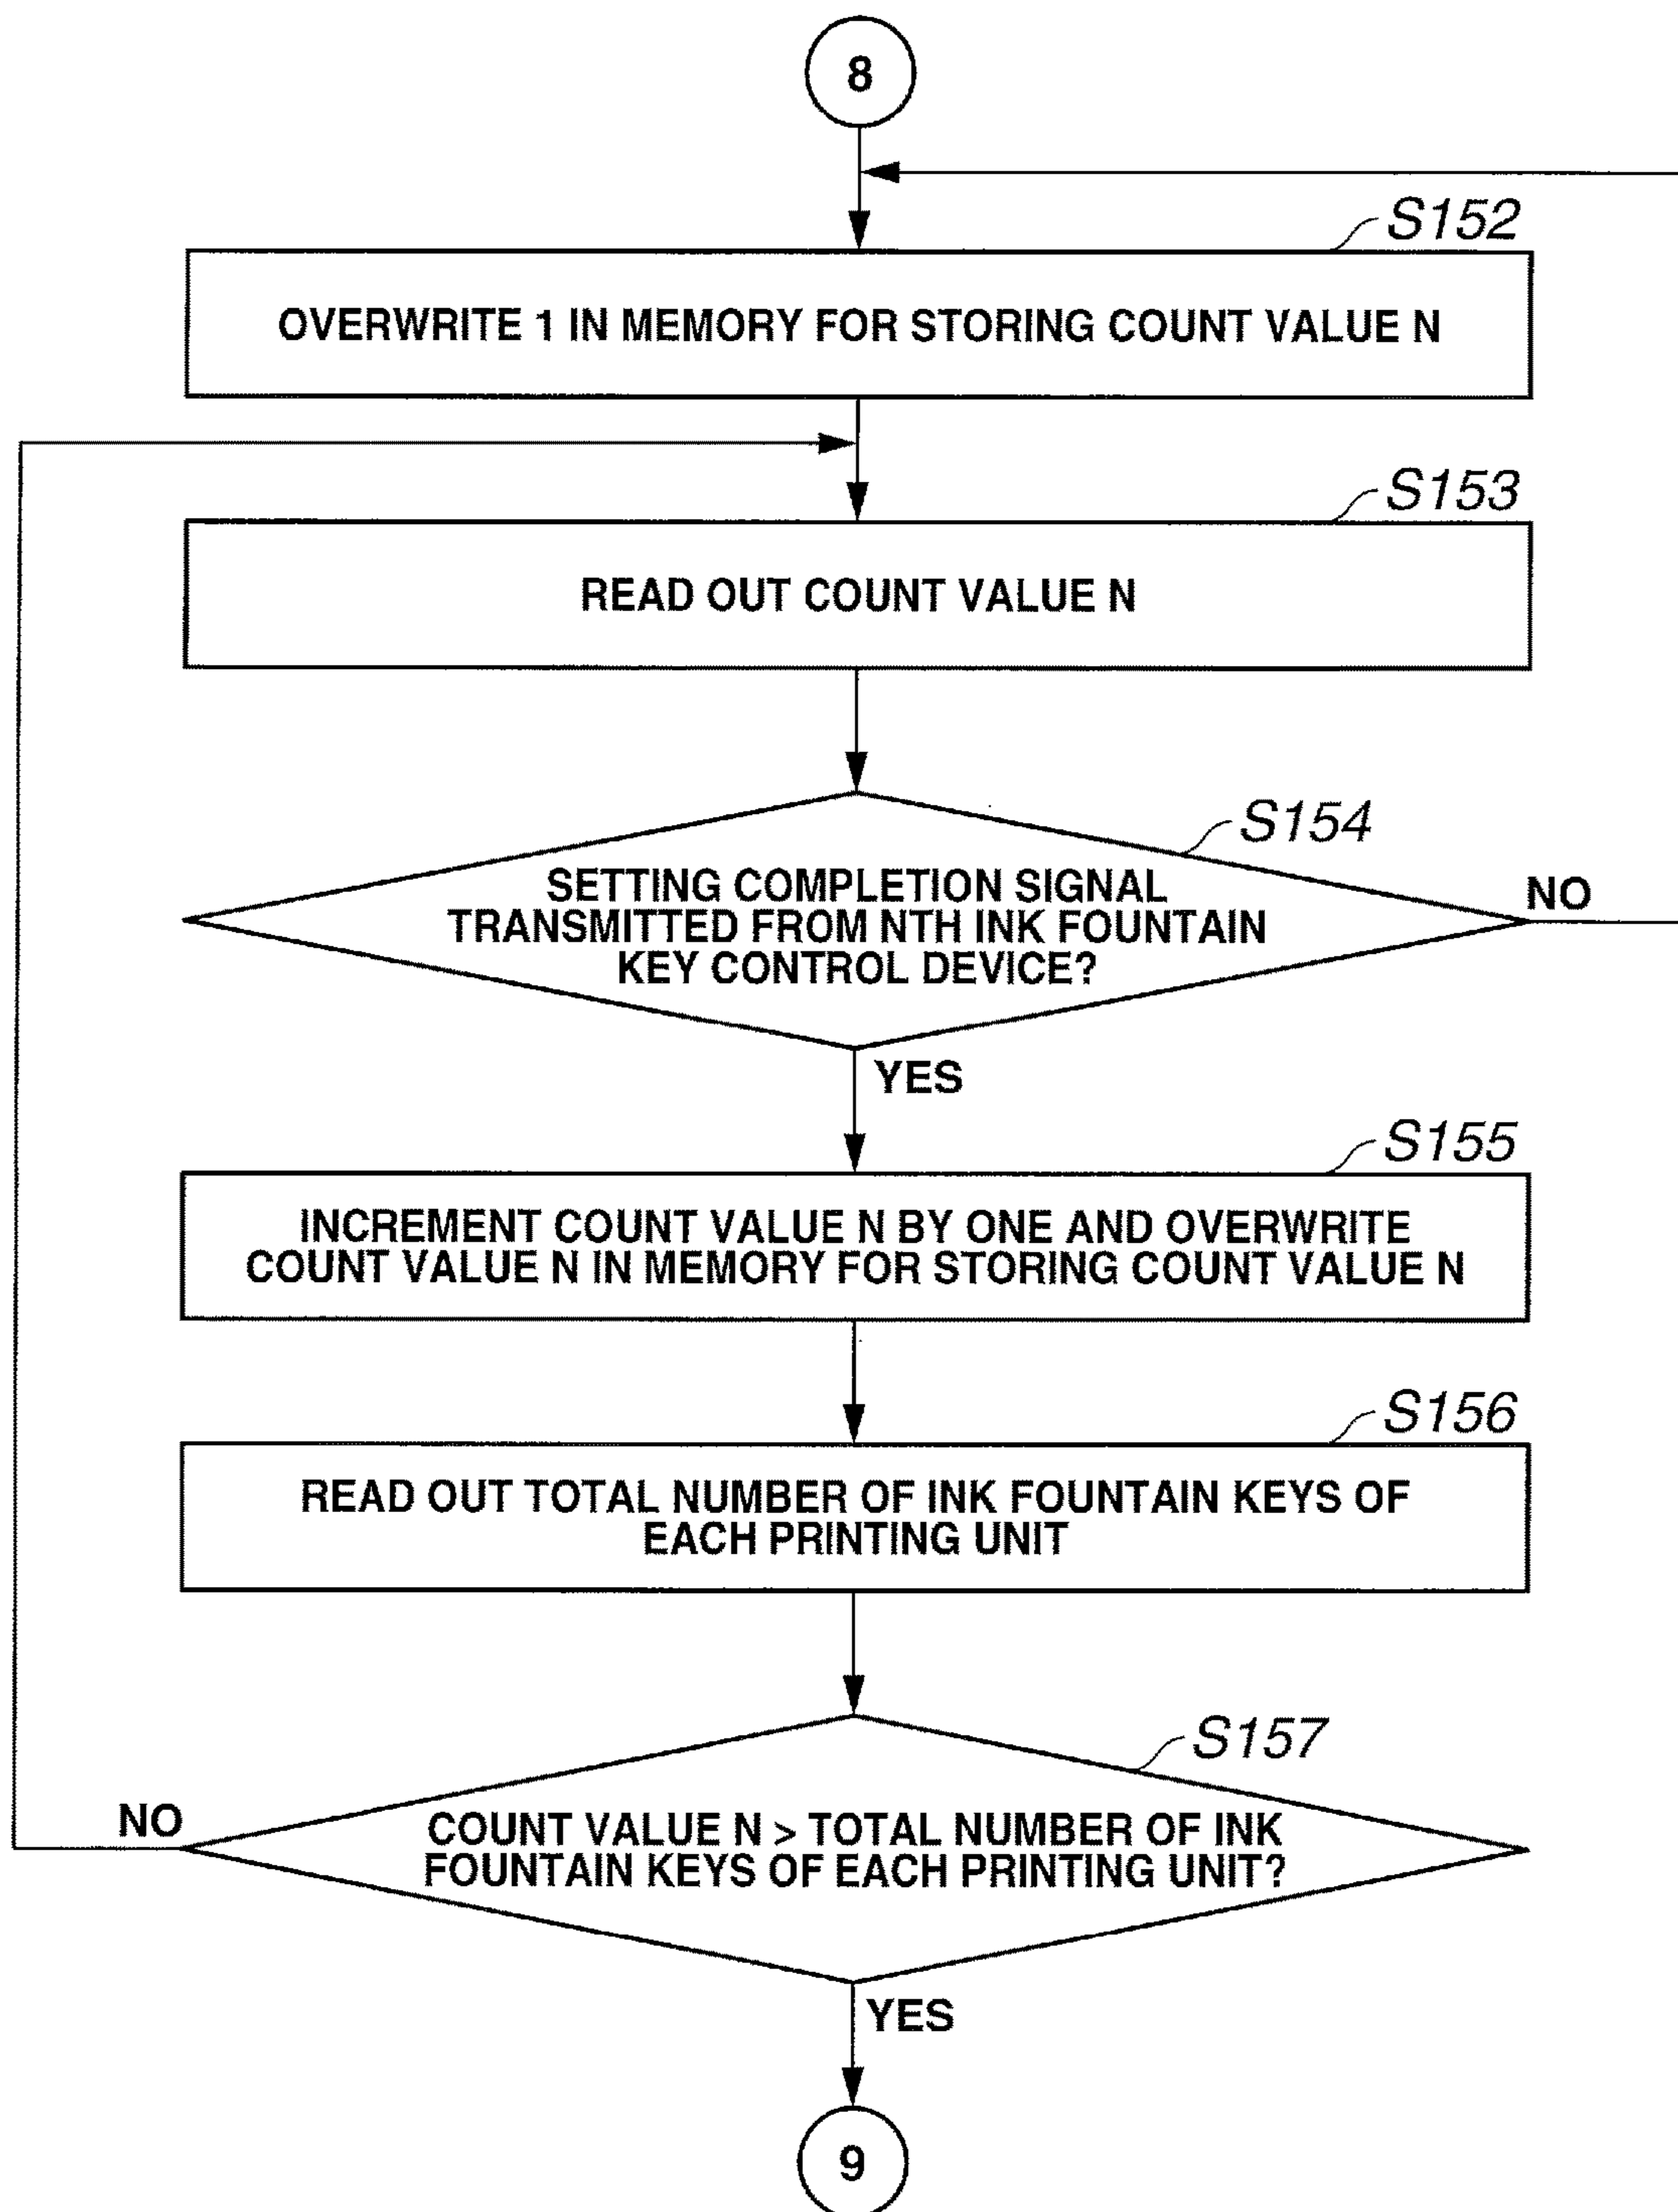 8
S152
OVERWRITE 1 IN MEMORY FOR STORING COUNT VALUE N
S153
READ OUT COUNT VALUE N
S154
SETTING COMPLETION SIGNAL
TRANSMITTED FROM NTH INK FOUNTAIN
KEY CONTROL DEVICE?
NO
YES
S155
INCREMENT COUNT VALUE N BY ONE AND OVERWRITE
COUNT VALUE N IN MEMORY FOR STORING COUNT VALUE N
S156
READ OUT TOTAL NUMBER OF INK FOUNTAIN KEYS OF
EACH PRINTING UNIT
S157
NO
COUNT VALUE N > TOTAL NUMBER OF INK
FOUNTAIN KEYS OF EACH PRINTING UNIT?
YES
9